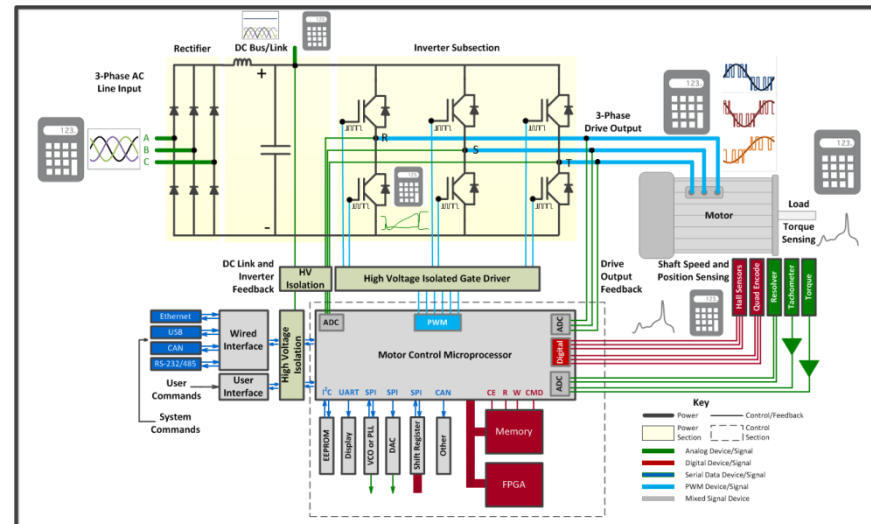 Rectifier
DC Bus/Link
Inverter Subsection
3-Phase AC
Line Input
123.
A
B
C
+
-
R
S
T
3-Phase
Drive Output
Motor
Load
Torque
Sensing
DC Link and
Inverter
Feedback
HV
Isolation
High Voltage Isolated Gate Driver
Drive
Output
Feedback
Shaft Speed and
Position Sensing
Hall Sensors
Quad Encode
Resolver
Tachometer
Torque
Ethernet
USB
CAN
RS-232/485
Wired
Interface
User
Interface
High Voltage
Isolation
User
Commands
System
Commands
ADC
PWM
ADC
Digital
ADC
Motor Control Microprocessor
I²C
UART
SPI
SPI
SPI
CAN
CE
R
W
CMD
EEPROM
Display
VCO or PLL
DAC
Shift Register
Other
Memory
FPGA
Key
Power
Control/Feedback
Power
Section
Control
Section
Analog Device/Signal
Digital Device/Signal
Serial Data Device/Signal
PWM Device/Signal
Mixed Signal Device